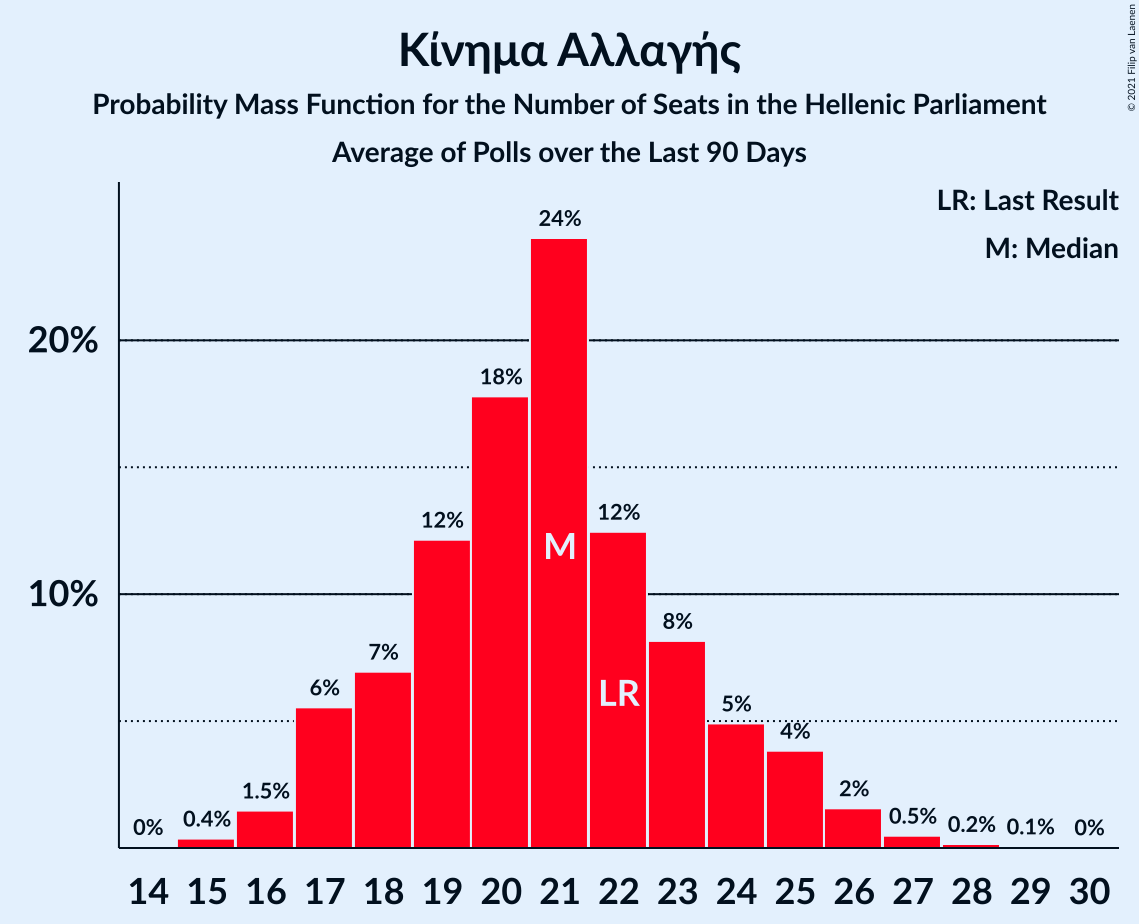 Κίνημα Αλλαγής
Probability Mass Function for the Number of Seats in the Hellenic Parliament
Average of Polls over the Last 90 Days
© 2021 Filip van Laenen
LR: Last Result
M: Median
20%
10%
0%
0.4%
1.5%
6%
7%
12%
18%
24%
12%
8%
5%
4%
2%
0.5%
0.2%
0.1%
0%
M
LR
14 15 16 17 18 19 20 21 22 23 24 25 26 27 28 29 30